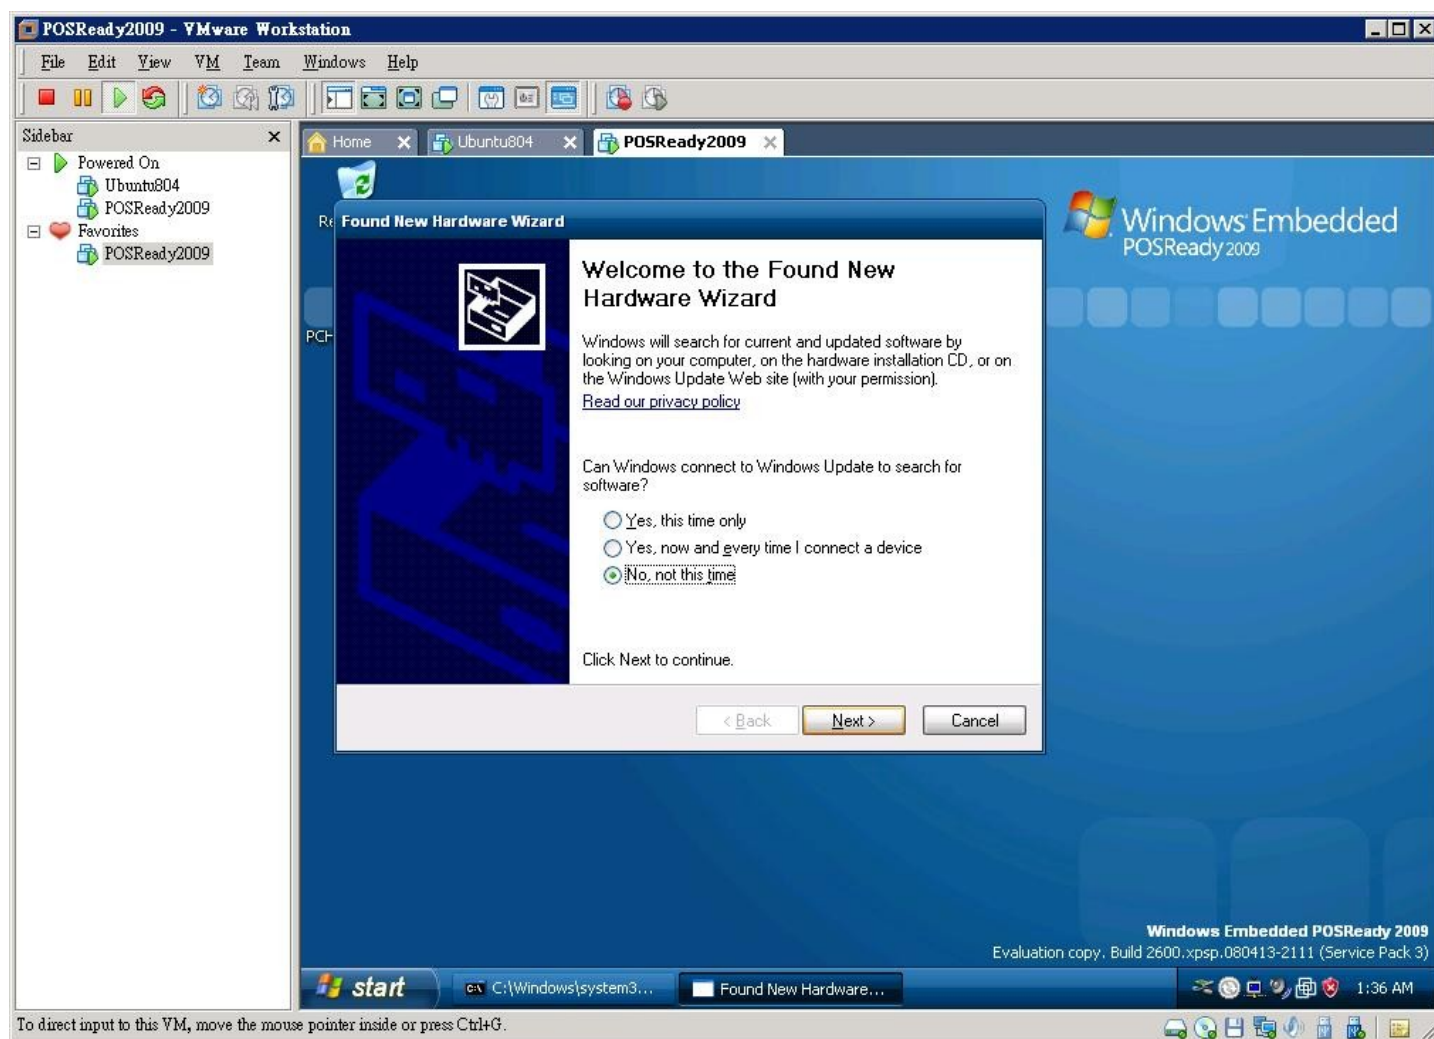 POSReady2009 - VMware Workstation
File Edit View VM Team Windows Help
Sidebar
Powered On
Ubuntu804
POSReady2009
Favorites
POSReady2009
Home Ubuntu804 POSReady2009
Re
PCH
Windows Embedded
POSReady 2009
Found New Hardware Wizard
Welcome to the Found New
Hardware Wizard
Windows will search for current and updated software by
looking on your computer, on the hardware installation CD, or on
the Windows Update Web site (with your permission).
Read our privacy policy
Can Windows connect to Windows Update to search for
software?
Yes, this time only
Yes, now and every time I connect a device
No, not this time
Click Next to continue.
< Back Next > Cancel
Windows Embedded POSReady 2009
Evaluation copy. Build 2600.xpsp.080413-2111 (Service Pack 3)
start C:\Windows\system3... Found New Hardware... 1:36 AM
To direct input to this VM, move the mouse pointer inside or press Ctrl+G.